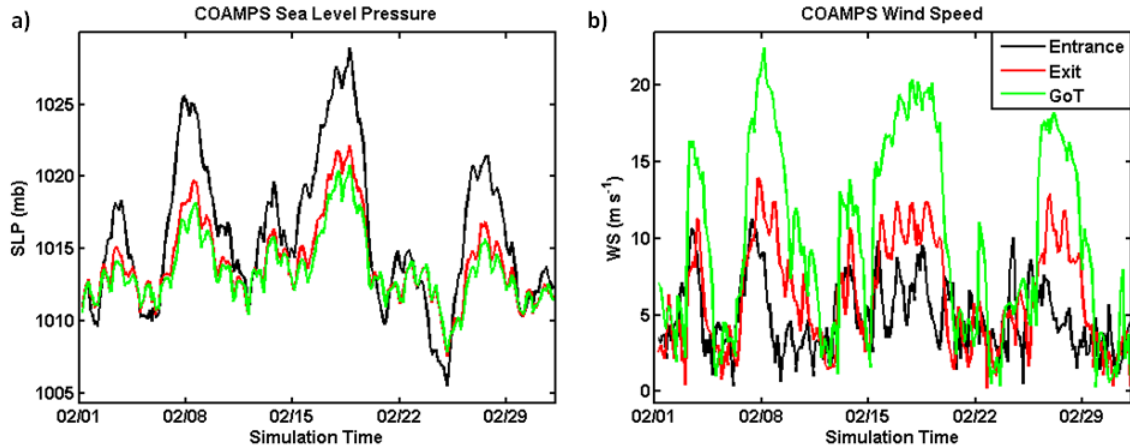 a)
COAMPS Sea Level Pressure
SLP (mb)
1025
1020
1015
1010
1005
02/01
02/08
02/15
02/22
02/29
Simulation Time
b)
COAMPS Wind Speed
Entrance
Exit
GoT
WS (m s⁻¹)
20
15
10
5
0
02/01
02/08
02/15
02/22
02/29
Simulation Time